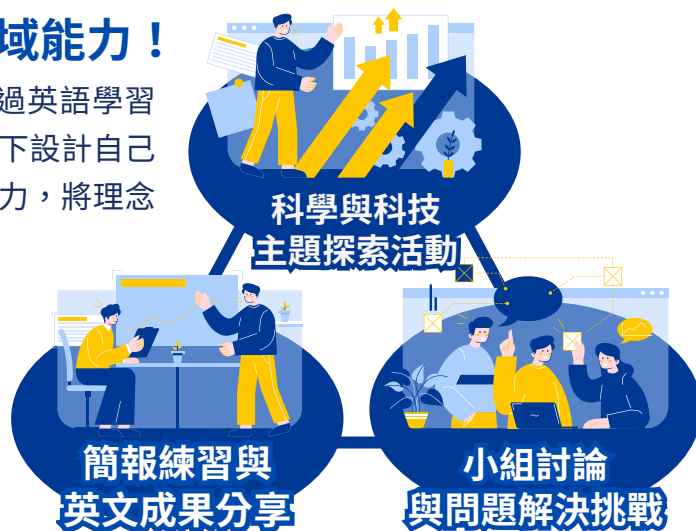 域能力！
過英語學習
下設計自己
力，將理念
科學與科技
主題探索活動
簡報練習與
英文成果分享
小組討論
與問題解決挑戰